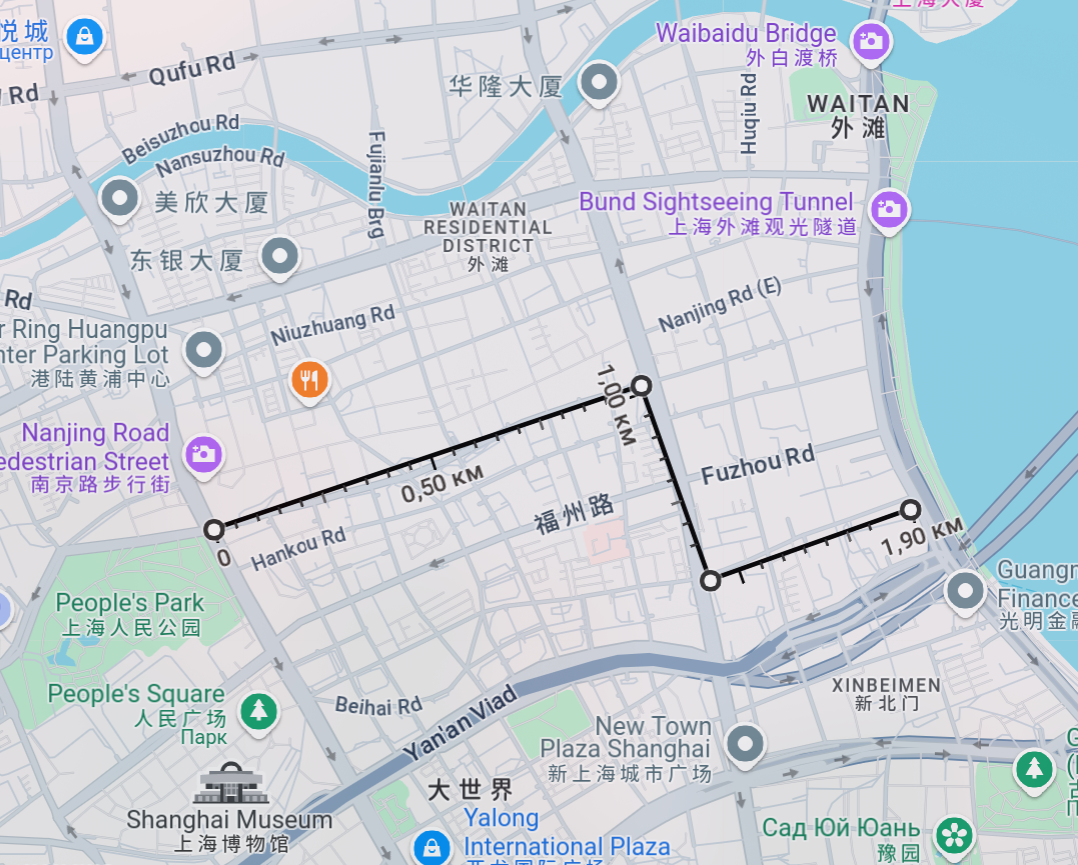 悦城
центр
Qufu Rd
Rd
Beisuzhou Rd
Nansuzhou Rd
Fujianlu Brg
华隆大厦
Waibaidu Bridge
外白渡桥
上海大厦
Huqiu Rd
WAITAN
外滩
美欣大厦
东银大厦
WAITAN
RESIDENTIAL
DISTRICT
外滩
Bund Sightseeing Tunnel
上海外滩观光隧道
Rd
Niuzhuang Rd
Nanjing Rd (E)
r Ring Huangpu
nter Parking Lot
港陆黄浦中心
Nanjing Road
edestrian Street
南京路步行街
0
0,50 км
1,00 км
1,90 км
Hankou Rd
福州路
Fuzhou Rd
People's Park
上海人民公园
People's Square
人民广场
Парк
Beihai Rd
Yan'an Viad
Guangm
Finance
光明金融
XINBEIMEN
新北门
New Town
Plaza Shanghai
新上海城市广场
大世界
Shanghai Museum
上海博物馆
Yalong
International Plaza
亚龙国际广场
Сад Юй Юань
豫园